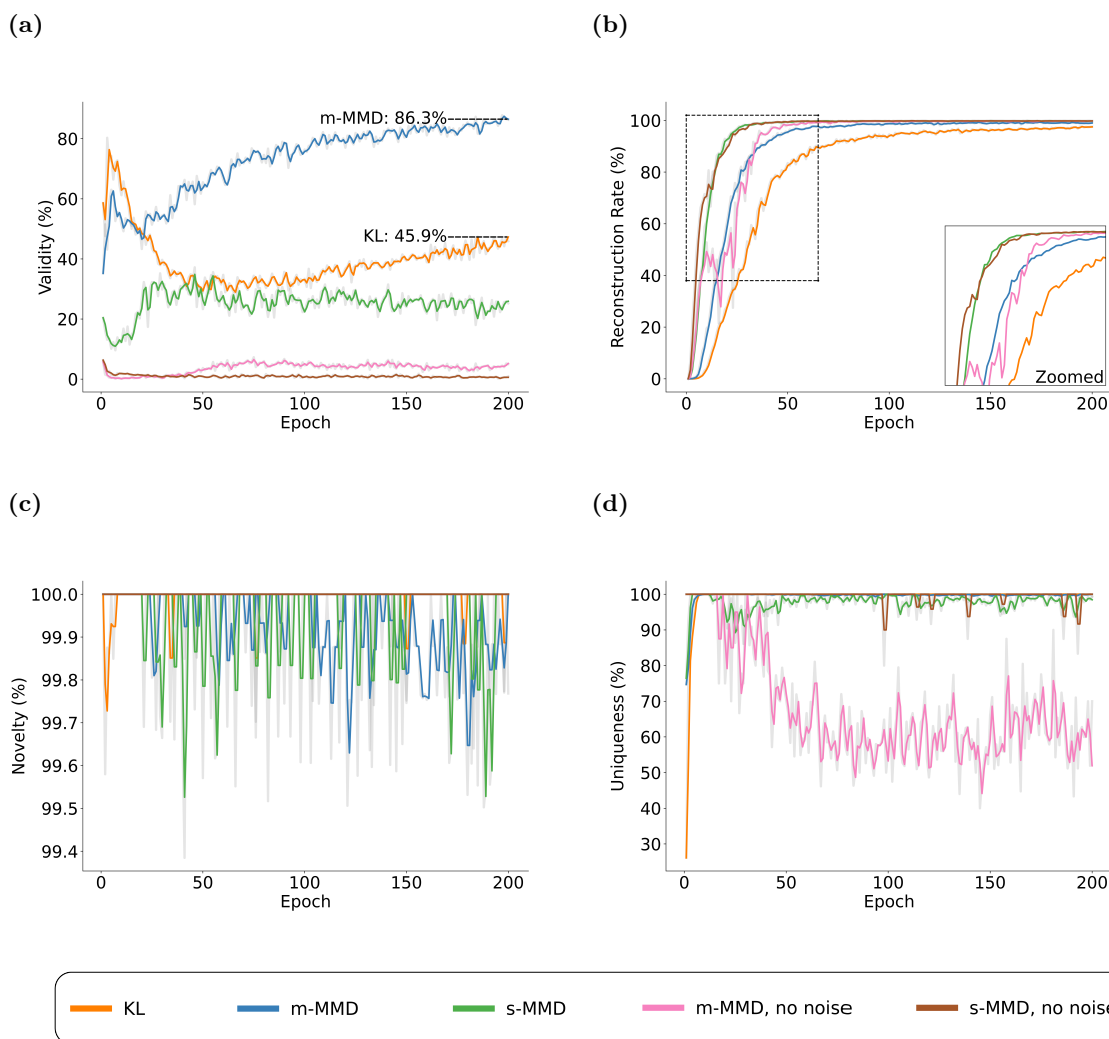 (a)
(b)
Validity (%)
80
60
40
20
0
m-MMD: 86.3%
KL: 45.9%
0 50 100 150 200
Epoch
Reconstruction Rate (%)
100
80
60
40
20
0
Zoomed
0 50 100 150 200
Epoch
(c)
(d)
Novelty (%)
100.0
99.9
99.8
99.7
99.6
99.5
99.4
0 50 100 150 200
Epoch
Uniqueness (%)
100
90
80
70
60
50
40
30
0 50 100 150 200
Epoch
KL m-MMD s-MMD m-MMD, no noise s-MMD, no